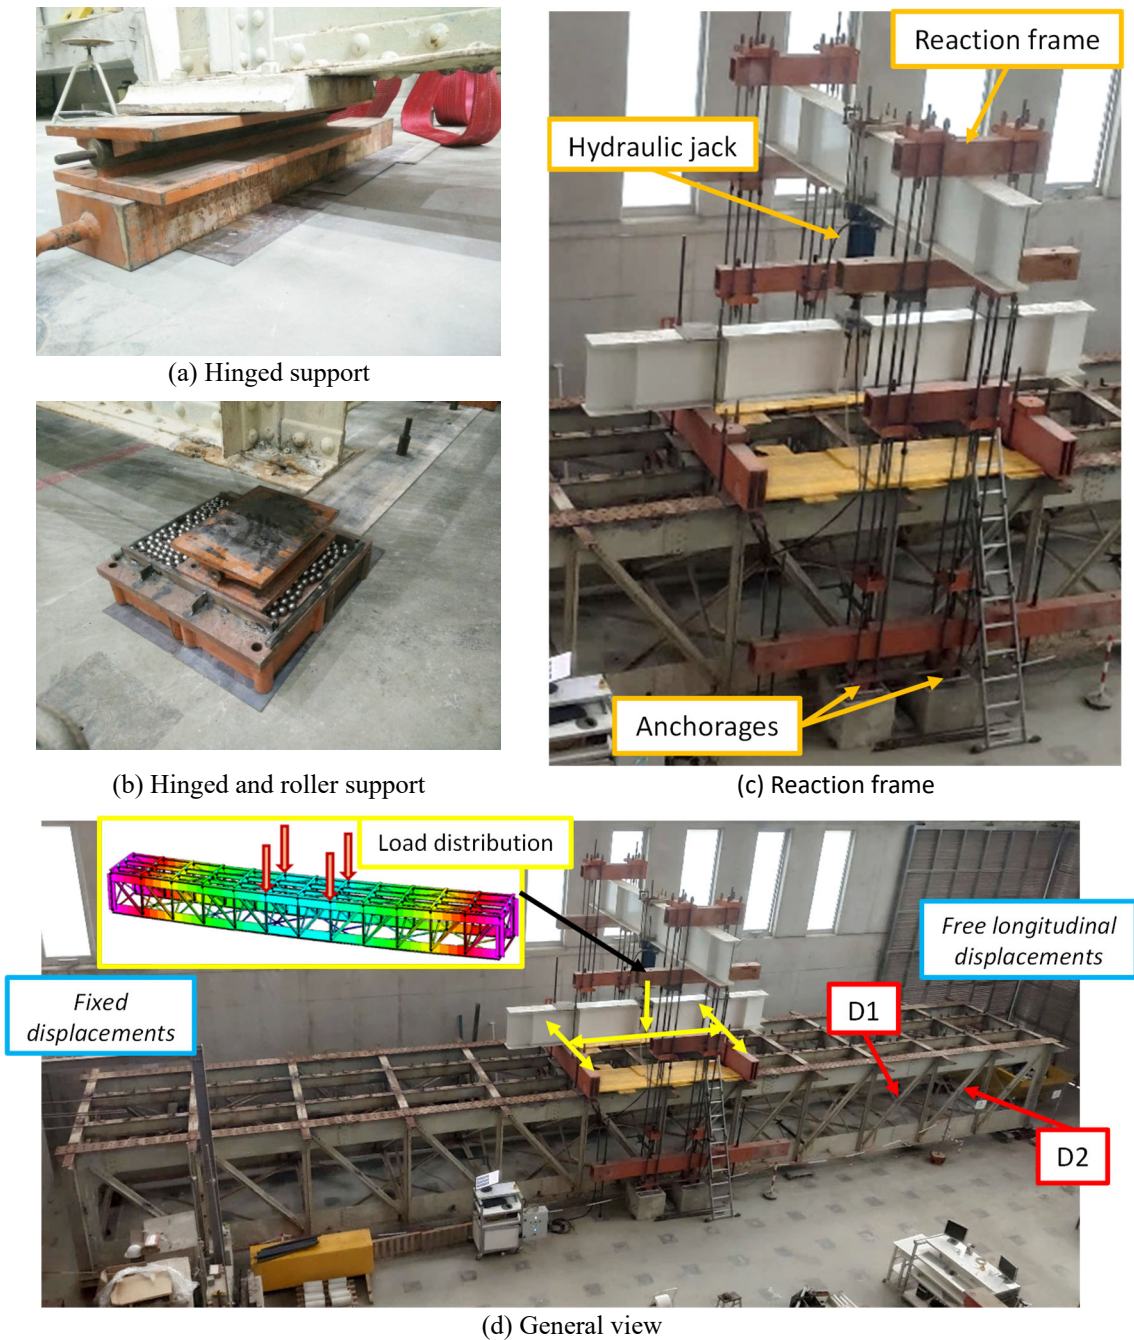 Reaction frame
Hydraulic jack
(a) Hinged support
Anchorages
(b) Hinged and roller support
(c) Reaction frame
Load distribution
Free longitudinal
displacements
Fixed
displacements
D1
D2
(d) General view